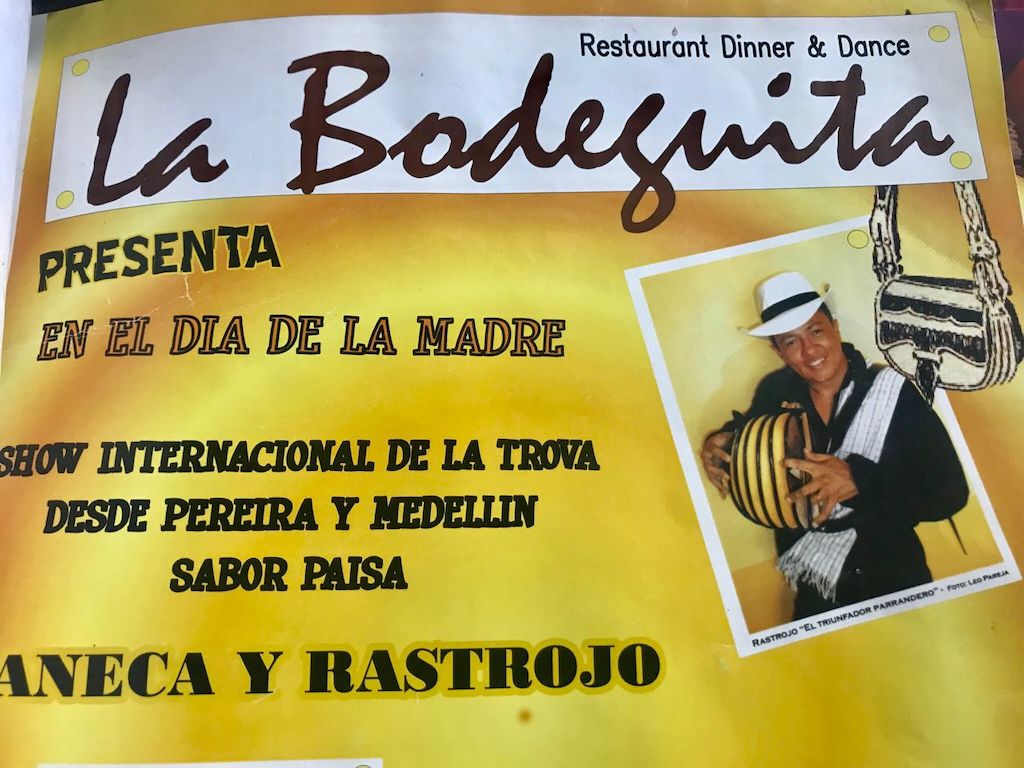 Restaurant Dinner & Dance
La Bodeguita
PRESENTA
EN EL DIA DE LA MADRE
SHOW INTERNACIONAL DE LA TROVA
DESDE PEREIRA Y MEDELLIN
SABOR PAISA
ANECA Y RASTROJO
RASTROJO "EL TRIUNFADOR PARRANDERO" - FOTO: LEO PAREJA